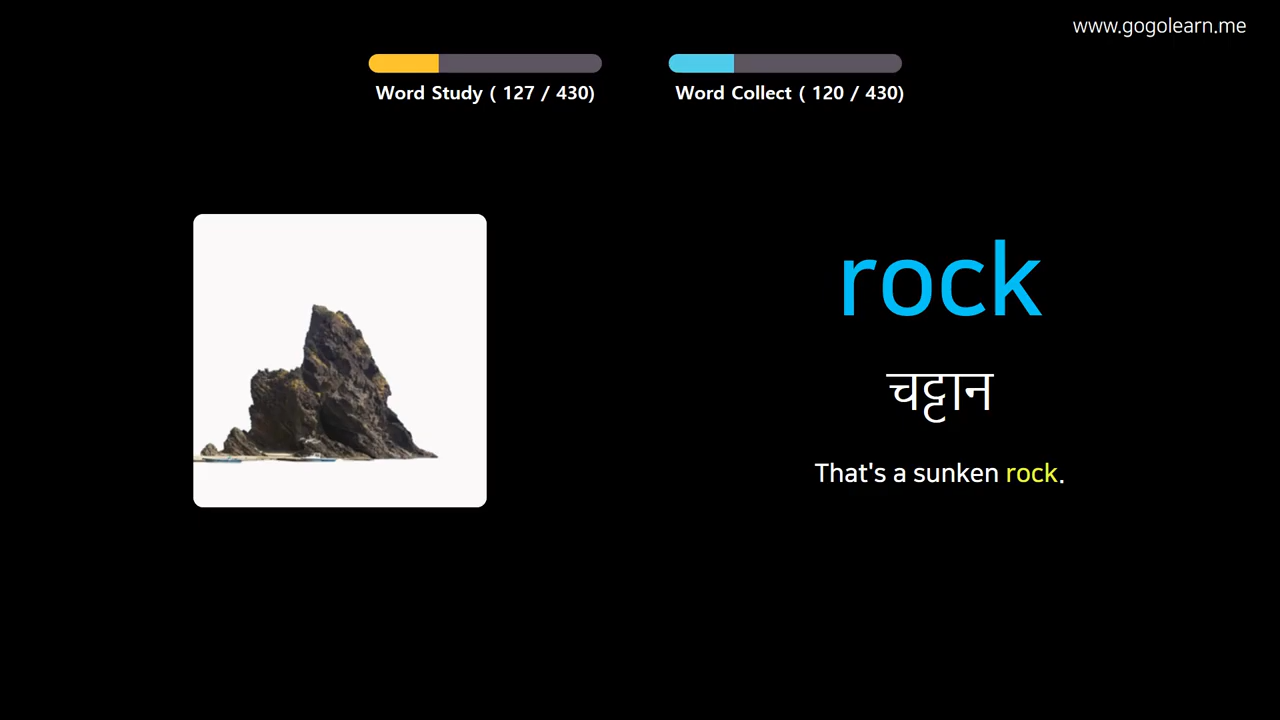 www.gogolearn.me
Word Study ( 127 / 430)
Word Collect ( 120 / 430)
rock
चट्टान
That's a sunken rock.